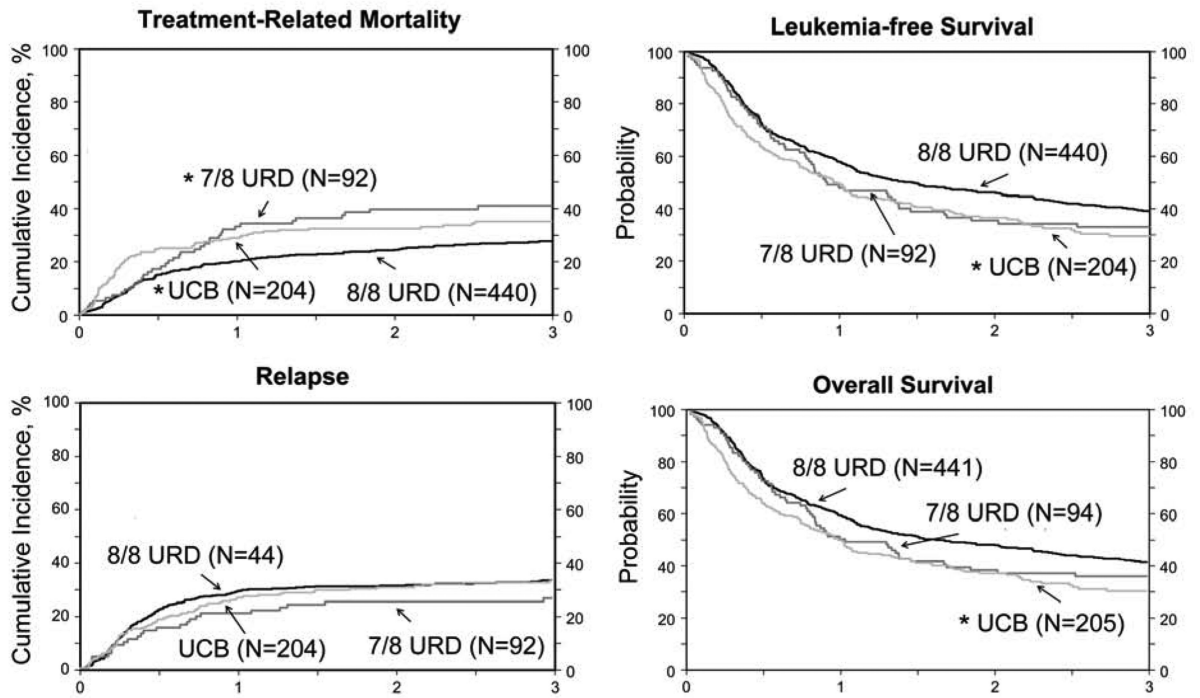 Treatment-Related Mortality
Cumulative Incidence, %
100
80
60
40
20
0
100
80
60
40
20
0
* 7/8 URD (N=92)
* UCB (N=204)
8/8 URD (N=440)
0 1 2 3
Leukemia-free Survival
Probability
100
80
60
40
20
0
100
80
60
40
20
0
8/8 URD (N=440)
7/8 URD (N=92)
* UCB (N=204)
0 1 2 3
Relapse
Cumulative Incidence, %
100
80
60
40
20
0
100
80
60
40
20
0
8/8 URD (N=44)
UCB (N=204)
7/8 URD (N=92)
0 1 2 3
Overall Survival
Probability
100
80
60
40
20
0
100
80
60
40
20
0
8/8 URD (N=441)
7/8 URD (N=94)
* UCB (N=205)
0 1 2 3